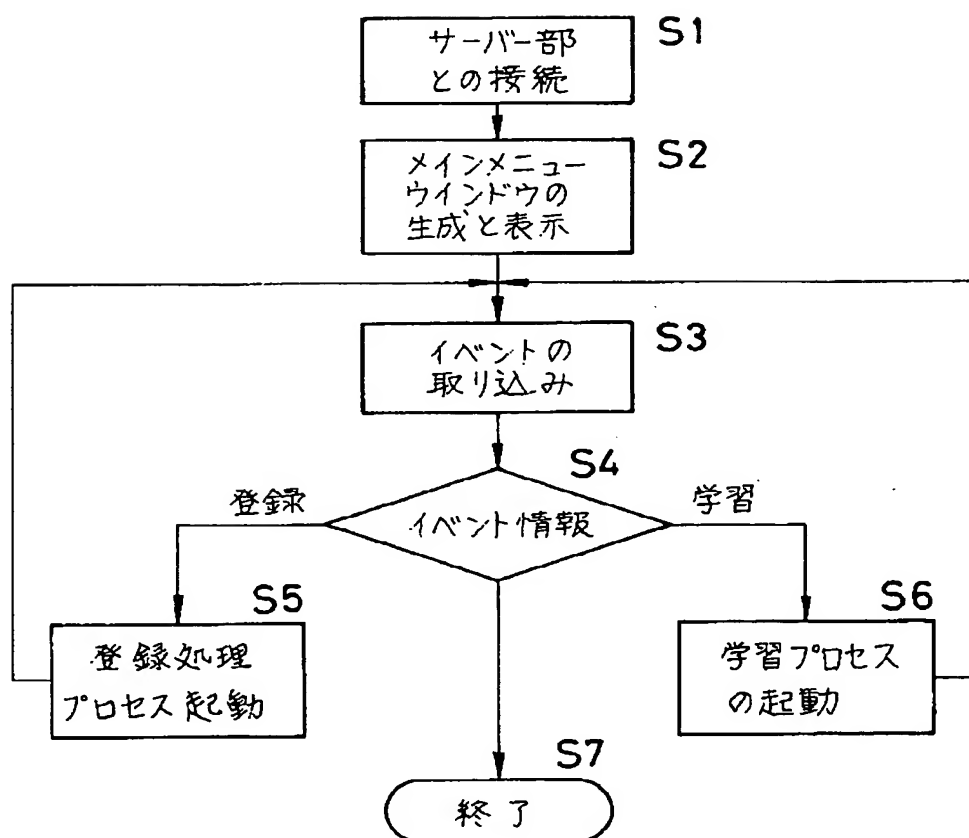 S1
サーバー部
との接続
S2
メインメニュー
ウインドウの
生成と表示
S3
イベントの
取り込み
S4
登録
イベント情報
学習
S5
登録処理
プロセス起動
S6
学習プロセス
の起動
S7
終了